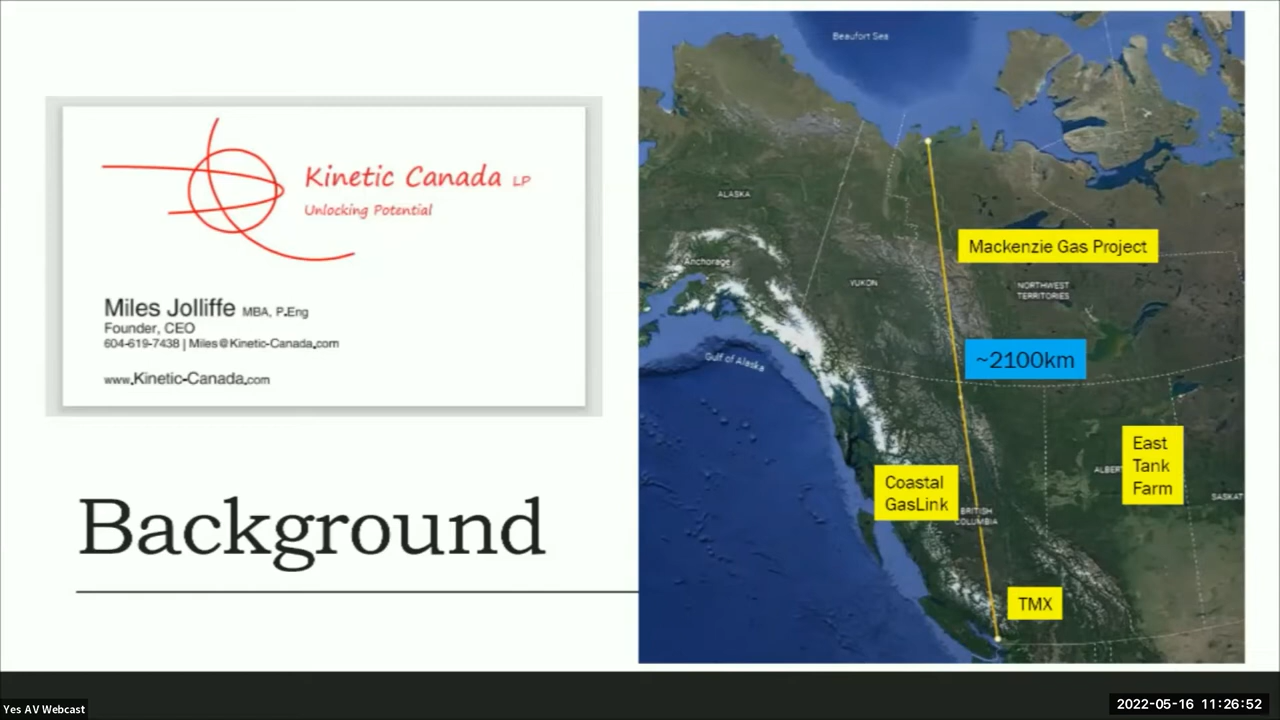 Kinetic Canada LP
Unlocking Potential
Miles Jolliffe MBA, P.Eng
Founder, CEO
604-619-7438 | Miles@Kinetic-Canada.com
www.Kinetic-Canada.com
Background
Beaufort Sea
ALASKA
Mackenzie Gas Project
Anchorage
YUKON
NORTHWEST
TERRITORIES
~2100km
Gulf of Alaska
East
Tank
Farm
ALBER
Coastal
GasLink
SASKAT
BRITISH
COLUMBIA
TMX
Yes AV Webcast
2022-05-16 11:26:52